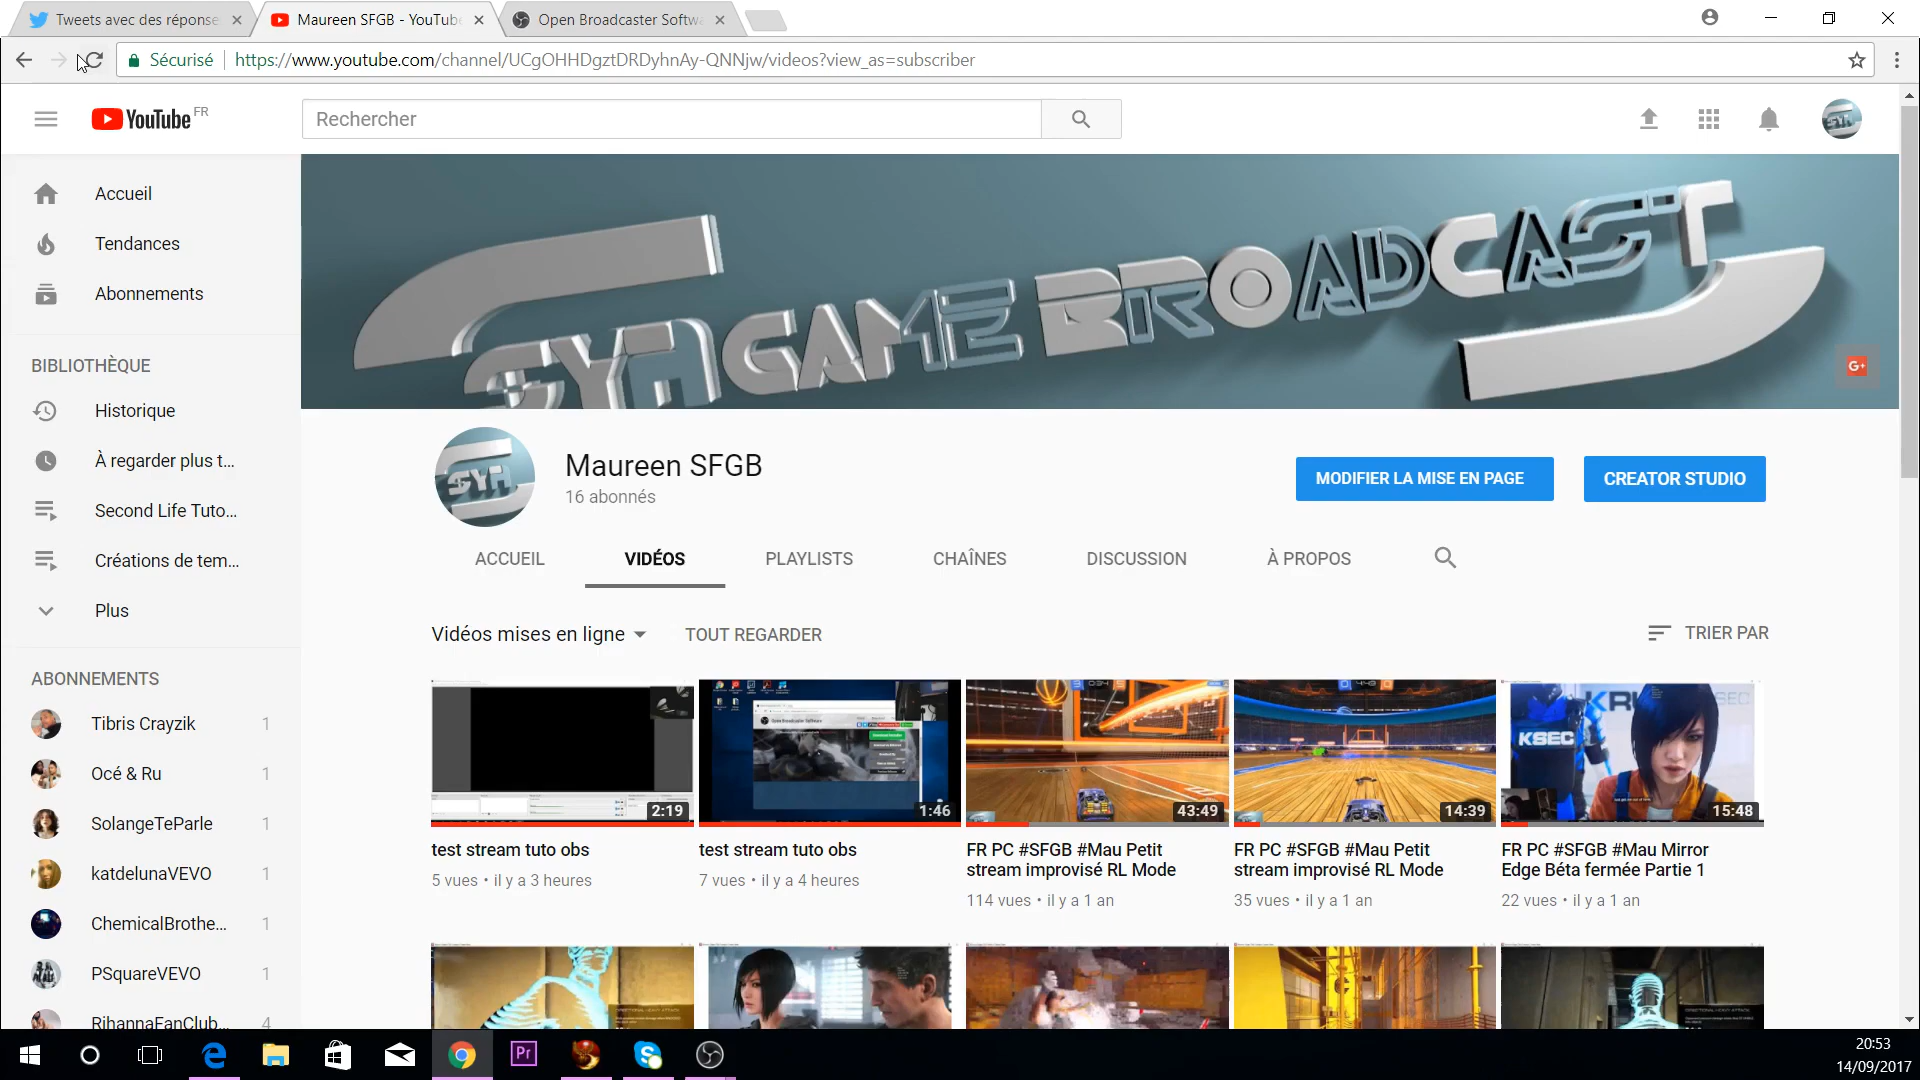 Tweets avec des réponse
Maureen SFGB - YouTub
Open Broadcaster Softwa
Sécurisé
https://www.youtube.com/channel/UCgOHHDgztDRDyhnAy-QNNjw/videos?view_as=subscriber
YouTube FR
Rechercher
Accueil
Tendances
Abonnements
BIBLIOTHÈQUE
Historique
À regarder plus t...
Second Life Tuto...
Créations de tem...
Plus
ABONNEMENTS
Tibris Crayzik 1
Océ & Ru 1
SolangeTeParle 1
katdelunaVEVO 1
ChemicalBrothe... 1
PSquareVEVO 1
RihannaFanClub... 4
GAME BROADCAST
G+
Maureen SFGB
16 abonnés
MODIFIER LA MISE EN PAGE
CREATOR STUDIO
ACCUEIL
VIDÉOS
PLAYLISTS
CHAÎNES
DISCUSSION
À PROPOS
Vidéos mises en ligne
TOUT REGARDER
TRIER PAR
2:19
1:46
43:49
14:39
KSEC
15:48
test stream tuto obs
5 vues • il y a 3 heures
test stream tuto obs
7 vues • il y a 4 heures
FR PC #SFGB #Mau Petit
stream improvisé RL Mode
114 vues • il y a 1 an
FR PC #SFGB #Mau Petit
stream improvisé RL Mode
35 vues • il y a 1 an
FR PC #SFGB #Mau Mirror
Edge Béta fermée Partie 1
22 vues • il y a 1 an
Pr
20:53
14/09/2017